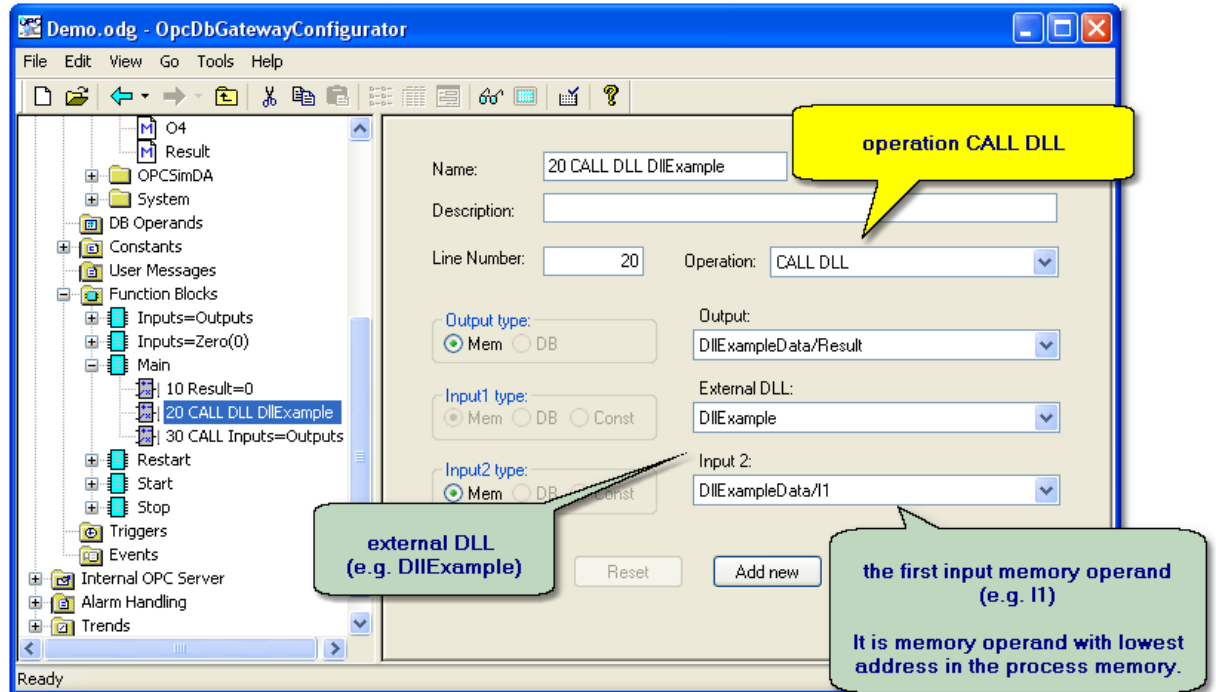 Demo.odg - OpcDbGatewayConfigurator
File Edit View Go Tools Help
O4
Result
OPCSimDA
System
DB Operands
Constants
User Messages
Function Blocks
Inputs=Outputs
Inputs=Zero(0)
Main
10 Result=0
20 CALL DLL DllExample
30 CALL Inputs=Outputs
Restart
Start
Stop
Triggers
Events
Internal OPC Server
Alarm Handling
Trends
Name: 20 CALL DLL DllExample
Description:
Line Number: 20 Operation: CALL DLL
Output type:
Mem DB
Output:
DllExampleData/Result
Input1 type:
Mem DB Const
External DLL:
DllExample
Input2 type:
Mem DB Const
Input 2:
DllExampleData/I1
Reset Add new
operation CALL DLL
external DLL
(e.g. DllExample)
the first input memory operand
(e.g. I1)
It is memory operand with lowest
address in the process memory.
Ready